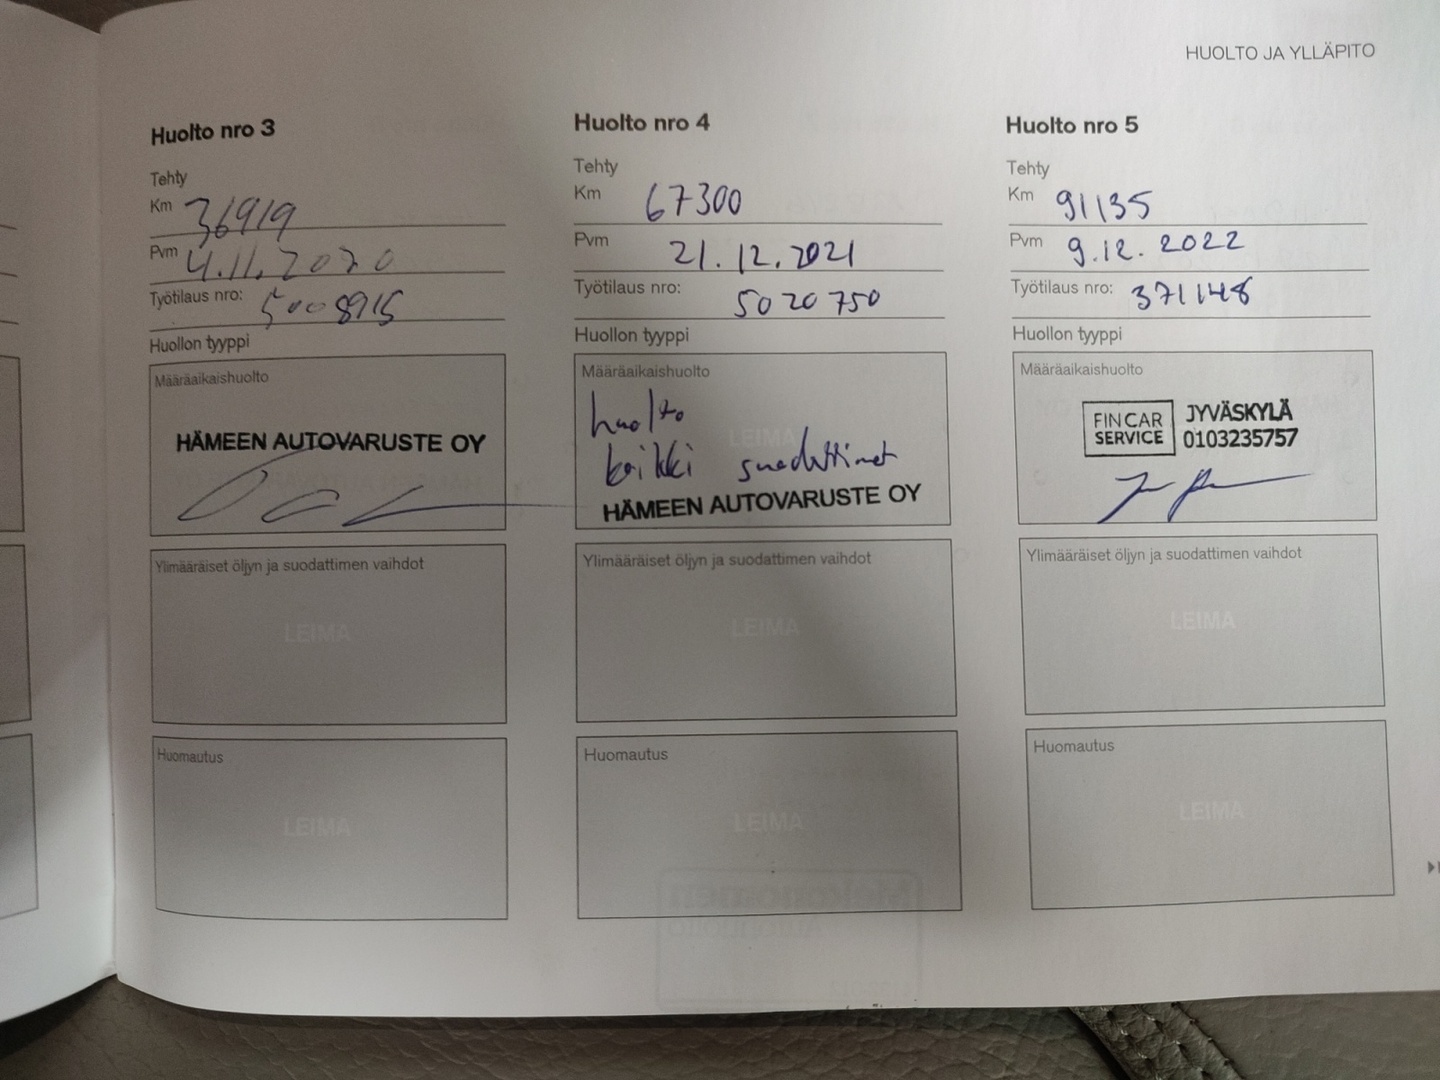 HUOLTO JA YLLÄPITO
Huolto nro 3
Tehty
Km 36919
Pvm 4.11.2020
Työtilaus nro: 5008915
Huollon tyyppi
Määräaikaishuolto
HÄMEEN AUTOVARUSTE OY
Ylimääräiset öljyn ja suodattimen vaihdot
LEIMA
Huomautus
LEIMA
Huolto nro 4
Tehty
Km 67300
Pvm 21.12.2021
Työtilaus nro: 5020750
Huollon tyyppi
Määräaikaishuolto
LEIMA
huolto
kaikki suodattimet
HÄMEEN AUTOVARUSTE OY
Ylimääräiset öljyn ja suodattimen vaihdot
LEIMA
Huomautus
LEIMA
Huolto nro 5
Tehty
Km 91135
Pvm 9.12.2022
Työtilaus nro: 371148
Huollon tyyppi
Määräaikaishuolto
FIN CAR SERVICE
JYVÄSKYLÄ
0103235757
Ylimääräiset öljyn ja suodattimen vaihdot
LEIMA
Huomautus
LEIMA